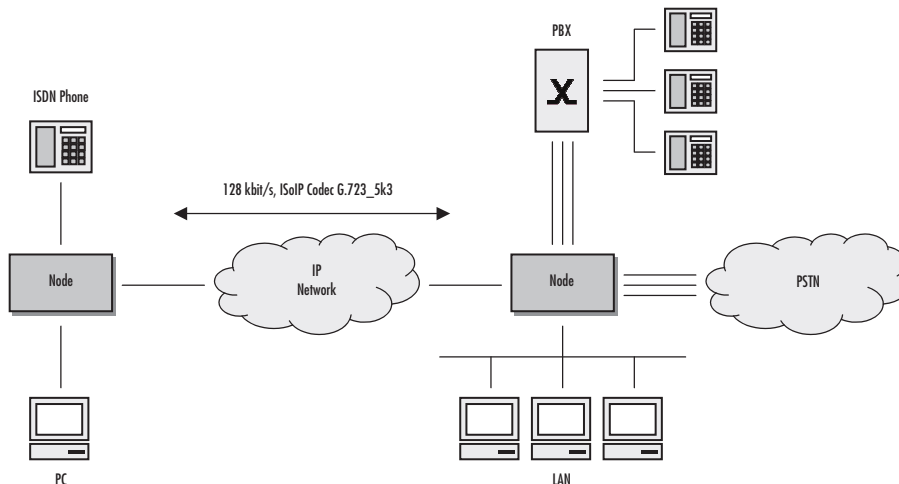 PBX
ISDN Phone
128 kbit/s, ISoIP Codec G.723_5k3
Node
IP
Network
Node
PSTN
PC
LAN